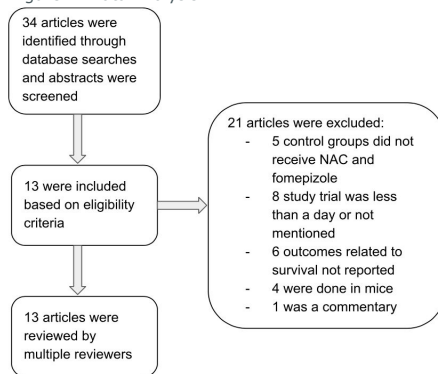 34 articles were
identified through
database searches
and abstracts were
screened
13 were included
based on eligibility
criteria
13 articles were
reviewed by
multiple reviewers
21 articles were excluded:
- 5 control groups did not
receive NAC and
fomepizole
- 8 study trial was less
than a day or not
mentioned
- 6 outcomes related to
survival not reported
- 4 were done in mice
- 1 was a commentary